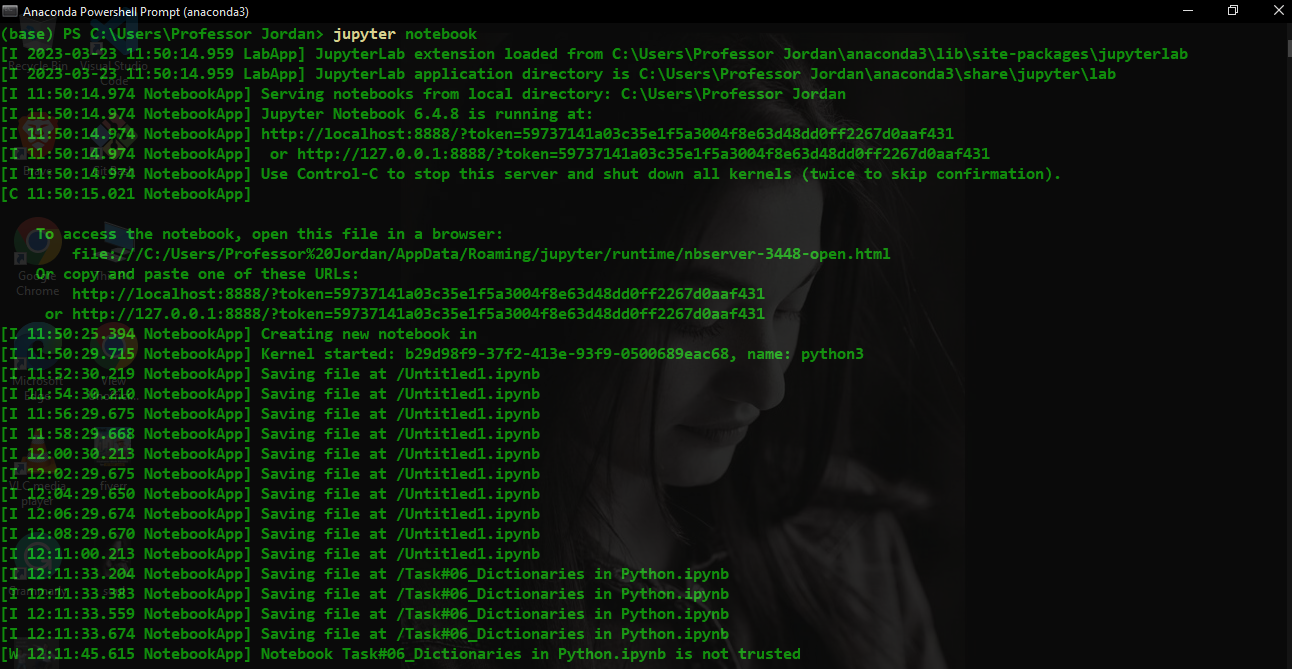 Anaconda Powershell Prompt (anaconda3)
(base) PS C:\Users\Professor Jordan> jupyter notebook
[I 2023-03-23 11:50:14.959 LabApp] JupyterLab extension loaded from C:\Users\Professor Jordan\anaconda3\lib\site-packages\jupyterlab
[I 2023-03-23 11:50:14.959 LabApp] JupyterLab application directory is C:\Users\Professor Jordan\anaconda3\share\jupyter\lab
[I 11:50:14.974 NotebookApp] Serving notebooks from local directory: C:\Users\Professor Jordan
[I 11:50:14.974 NotebookApp] Jupyter Notebook 6.4.8 is running at:
[I 11:50:14.974 NotebookApp] http://localhost:8888/?token=59737141a03c35e1f5a3004f8e63d48dd0ff2267d0aaf431
[I 11:50:14.974 NotebookApp]  or http://127.0.0.1:8888/?token=59737141a03c35e1f5a3004f8e63d48dd0ff2267d0aaf431
[I 11:50:14.974 NotebookApp] Use Control-C to stop this server and shut down all kernels (twice to skip confirmation).
[C 11:50:15.021 NotebookApp]
To access the notebook, open this file in a browser:
file:///C:/Users/Professor%20Jordan/AppData/Roaming/jupyter/runtime/nbserver-3448-open.html
Or copy and paste one of these URLs:
http://localhost:8888/?token=59737141a03c35e1f5a3004f8e63d48dd0ff2267d0aaf431
or http://127.0.0.1:8888/?token=59737141a03c35e1f5a3004f8e63d48dd0ff2267d0aaf431
[I 11:50:25.394 NotebookApp] Creating new notebook in
[I 11:50:29.715 NotebookApp] Kernel started: b29d98f9-37f2-413e-93f9-0500689eac68, name: python3
[I 11:52:30.219 NotebookApp] Saving file at /Untitled1.ipynb
[I 11:54:30.210 NotebookApp] Saving file at /Untitled1.ipynb
[I 11:56:29.675 NotebookApp] Saving file at /Untitled1.ipynb
[I 11:58:29.668 NotebookApp] Saving file at /Untitled1.ipynb
[I 12:00:30.213 NotebookApp] Saving file at /Untitled1.ipynb
[I 12:02:29.675 NotebookApp] Saving file at /Untitled1.ipynb
[I 12:04:29.650 NotebookApp] Saving file at /Untitled1.ipynb
[I 12:06:29.674 NotebookApp] Saving file at /Untitled1.ipynb
[I 12:08:29.670 NotebookApp] Saving file at /Untitled1.ipynb
[I 12:11:00.213 NotebookApp] Saving file at /Untitled1.ipynb
[I 12:11:33.204 NotebookApp] Saving file at /Task#06_Dictionaries in Python.ipynb
[I 12:11:33.383 NotebookApp] Saving file at /Task#06_Dictionaries in Python.ipynb
[I 12:11:33.559 NotebookApp] Saving file at /Task#06_Dictionaries in Python.ipynb
[I 12:11:33.674 NotebookApp] Saving file at /Task#06_Dictionaries in Python.ipynb
[W 12:11:45.615 NotebookApp] Notebook Task#06_Dictionaries in Python.ipynb is not trusted